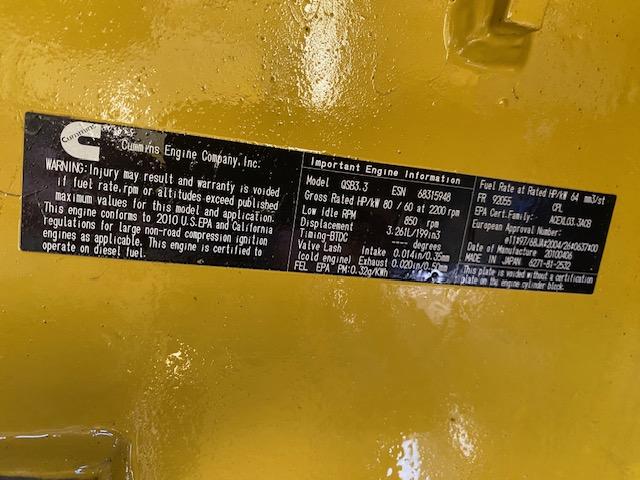 Cummins
Cummins Engine Company, Inc.
WARNING: Injury may result and warranty is voided
if fuel rate, rpm or altitudes exceed published
maximum values for this model and application.
This engine conforms to 2010 U.S.EPA and California
regulations for large non-road compression ignition
engines as applicable. This engine is certified to
operate on diesel fuel.
Important Engine Information
Model QSB3.3 ESN 68315948
Gross Rated HP/kW 80 / 60 at 2200 rpm
Low idle RPM 850 rpm
Displacement 3.26lL/199in3
Timing-BTDC --- degrees
Valve Lash Intake 0.014in/0.35mm
(cold engine) Exhaust 0.020in/0.50mm
FEL EPA PM:0.32g/KWh
Fuel Rate at Rated HP/kW 64 mm3/st
FR 92055 CPL
EPA Cert.Family: ACEXL03.3ACB
European Approval Number:
Date of Manufacture 20100406
MADE IN JAPAN 6271-81-2532
This plate is voided without a certification
plate on the engine cylinder block.